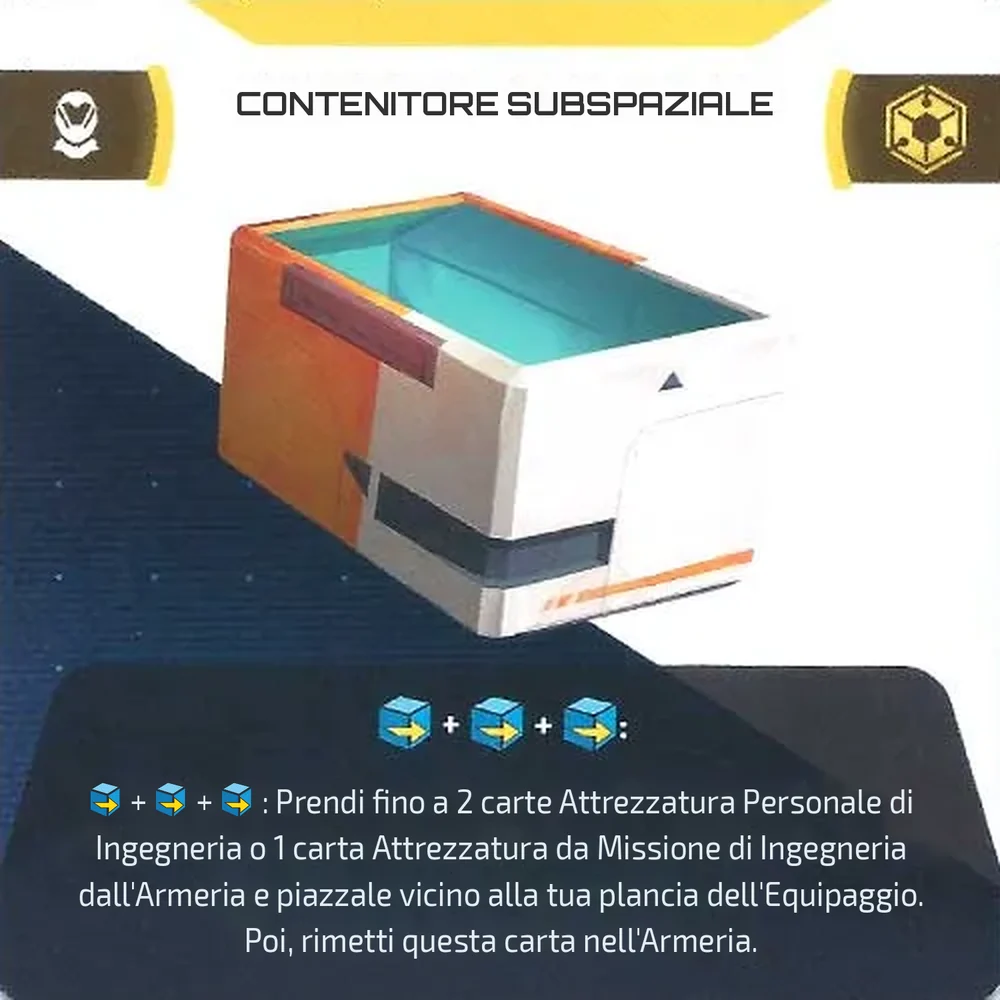 CONTENITORE SUBSPAZIALE
+ + :
+ + : Prendi fino a 2 carte Attrezzatura Personale di
Ingegneria o 1 carta Attrezzatura da Missione di Ingegneria
dall'Armeria e piazzale vicino alla tua plancia dell'Equipaggio.
Poi, rimetti questa carta nell'Armeria.